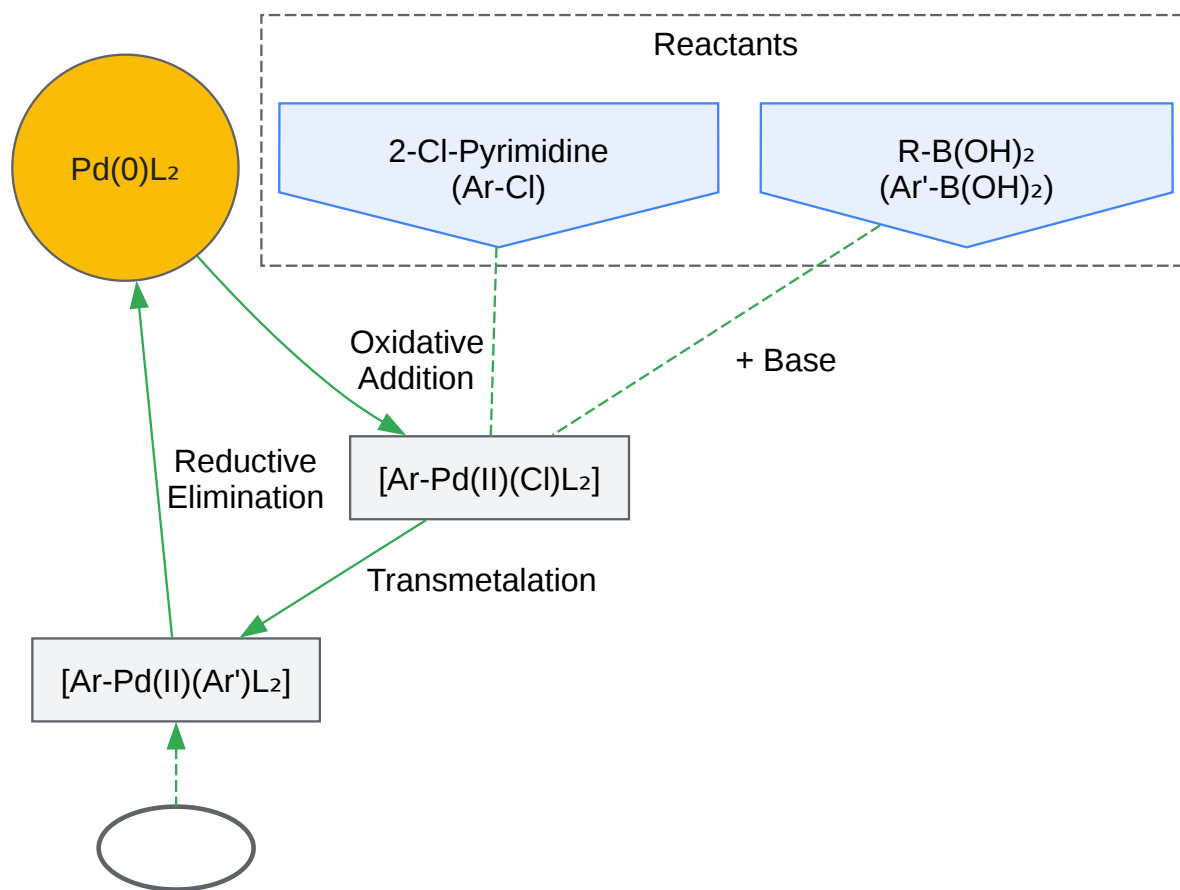 Reactants
Pd(0)L₂
2-Cl-Pyrimidine
(Ar-Cl)
R-B(OH)₂
(Ar'-B(OH)₂)
Oxidative
Addition
+ Base
Reductive
Elimination
[Ar-Pd(II)(Cl)L₂]
Transmetalation
[Ar-Pd(II)(Ar')L₂]